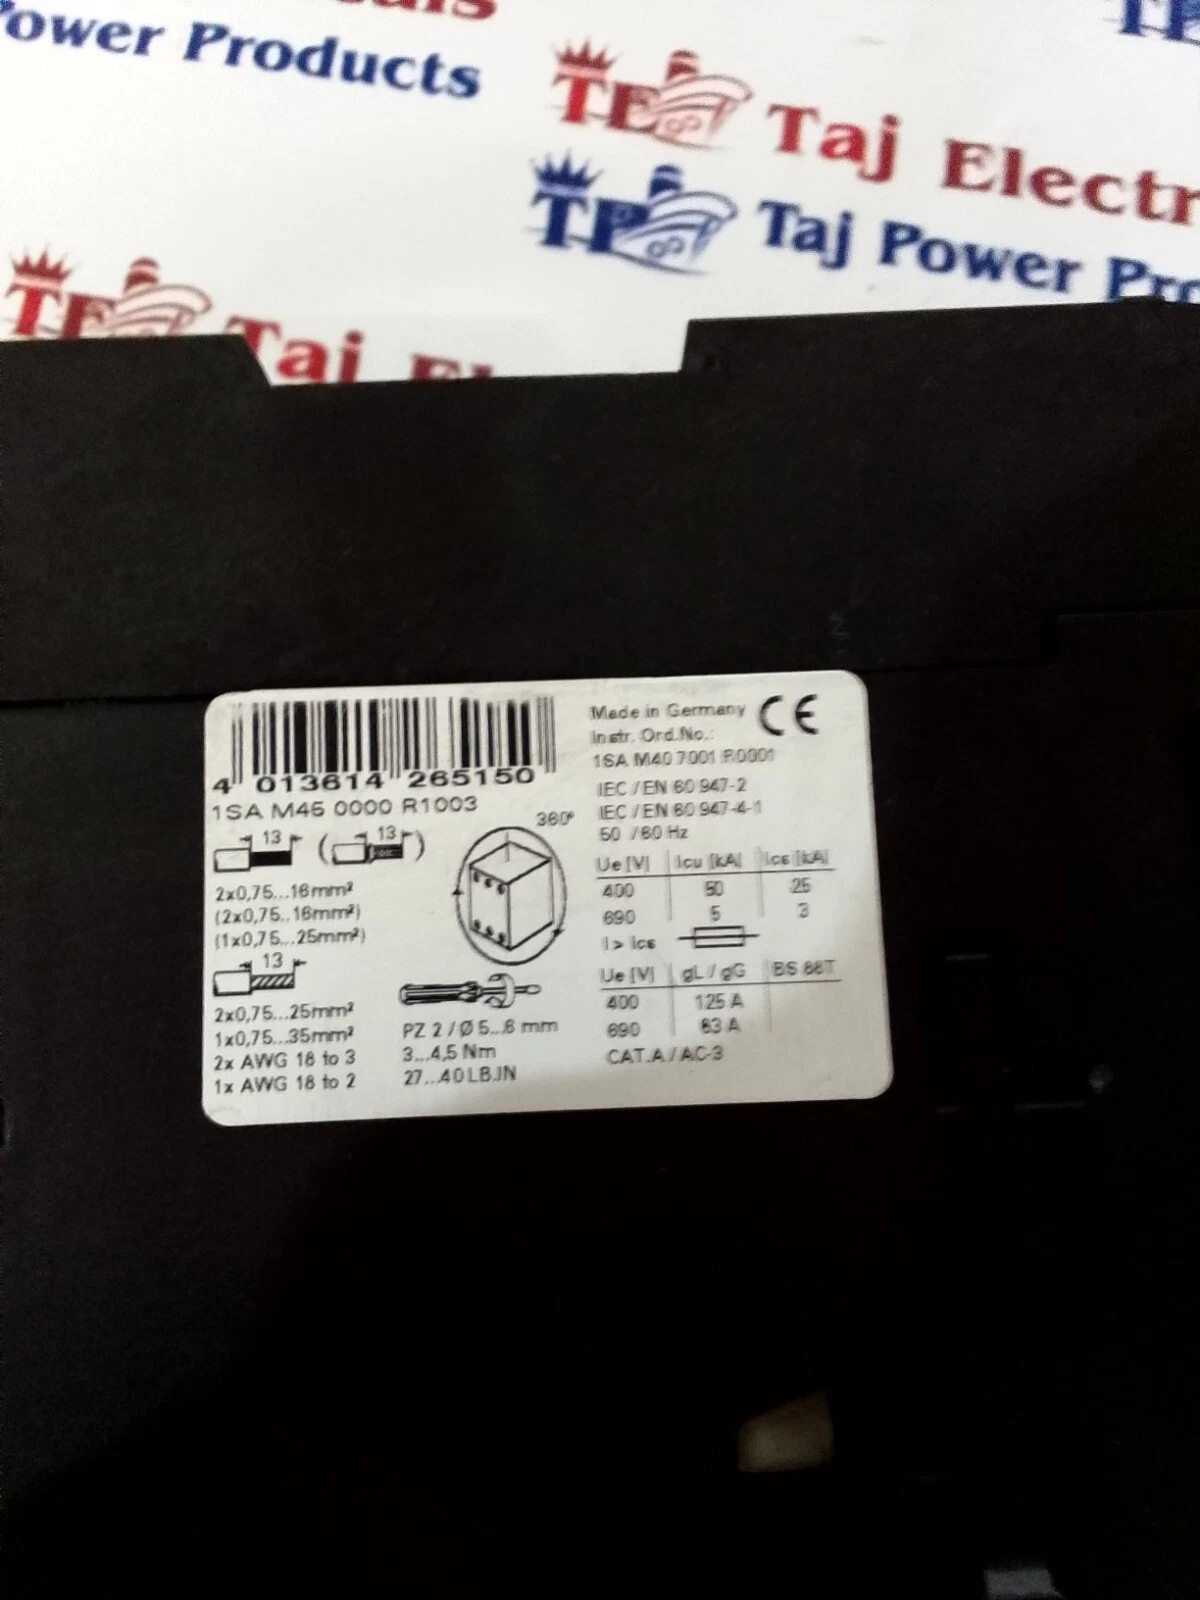 Power Products
TE Taj Electr
TP Taj Power Pro
TE Taj El
4 013614 265150
1SA M45 0000 R1003
13 (13)
360°
2x0,75...16mm²
(2x0,75..16mm²)
(1x0,75...25mm²)
13
2x0,75...25mm²
1x0,75...35mm²
2x AWG 18 to 3
1x AWG 18 to 2
PZ 2 / Ø 5...6 mm
3...4,5 Nm
27...40 LB.IN
Made in Germany CE
Instr. Ord.No.:
1SA M40 7001 R0001
IEC / EN 60 947-2
IEC / EN 60 947-4-1
50 / 60 Hz
Ue [V] Icu [kA] Ics [kA]
400 50 25
690 5 3
I > Ics
Ue [V] gL / gG BS 88T
400 125 A
690 63 A
CAT.A / AC-3